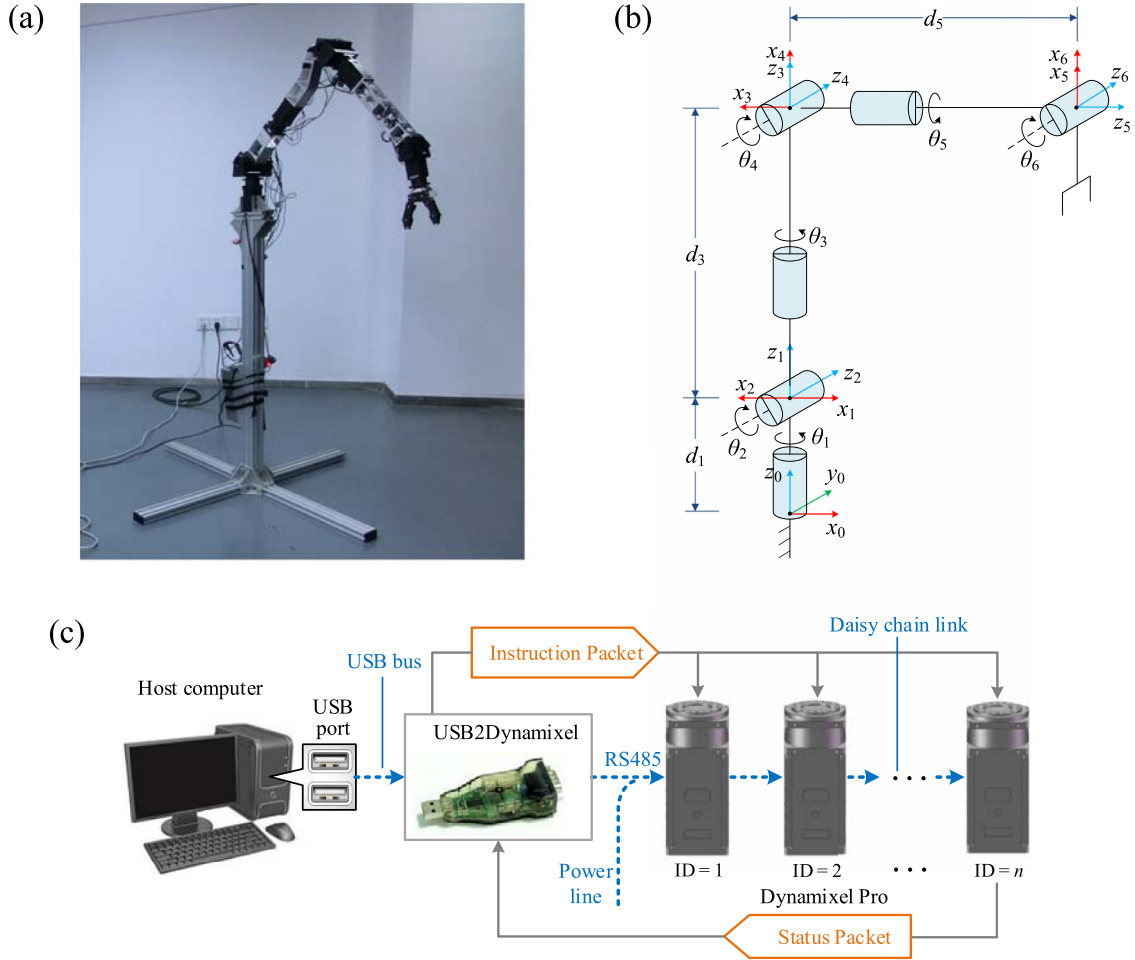 (a)
(b)
d5
x4
z3
z4
x3
θ4
θ5
x6
x5
z6
z5
θ6
d3
θ3
z1
x2
z2
x1
θ2
θ1
d1
z0
y0
x0
(c)
Daisy chain link
Instruction Packet
USB bus
Host computer
USB
port
USB2Dynamixel
RS485
Power
line
ID = 1
ID = 2
• • •
ID = n
Dynamixel Pro
Status Packet